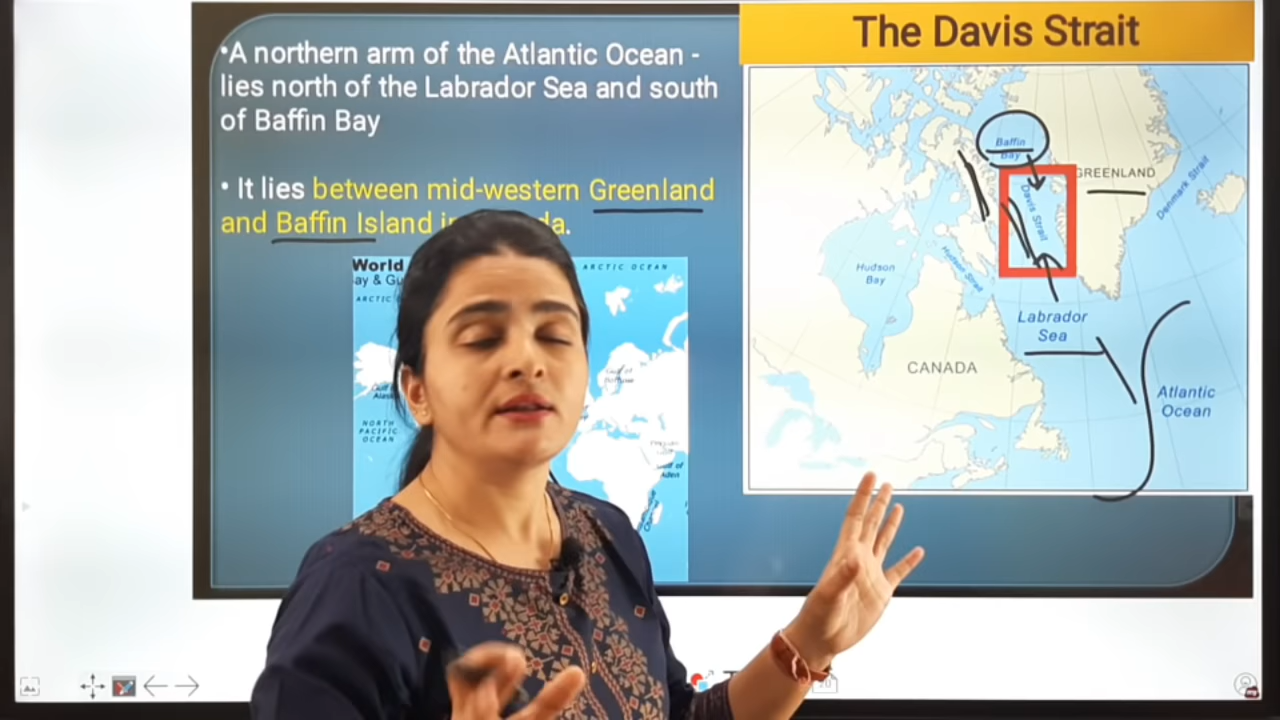 •A northern arm of the Atlantic Ocean -
lies north of the Labrador Sea and south
of Baffin Bay
• It lies between mid-western Greenland
and Baffin Island
The Davis Strait
Baffin
Bay
GREENLAND
Denmark Strait
Davis Strait
Hudson
Bay
Hudson Strait
Labrador
Sea
CANADA
Atlantic
Ocean
World
ARCTIC OCEAN
NORTH
PACIFIC
OCEAN